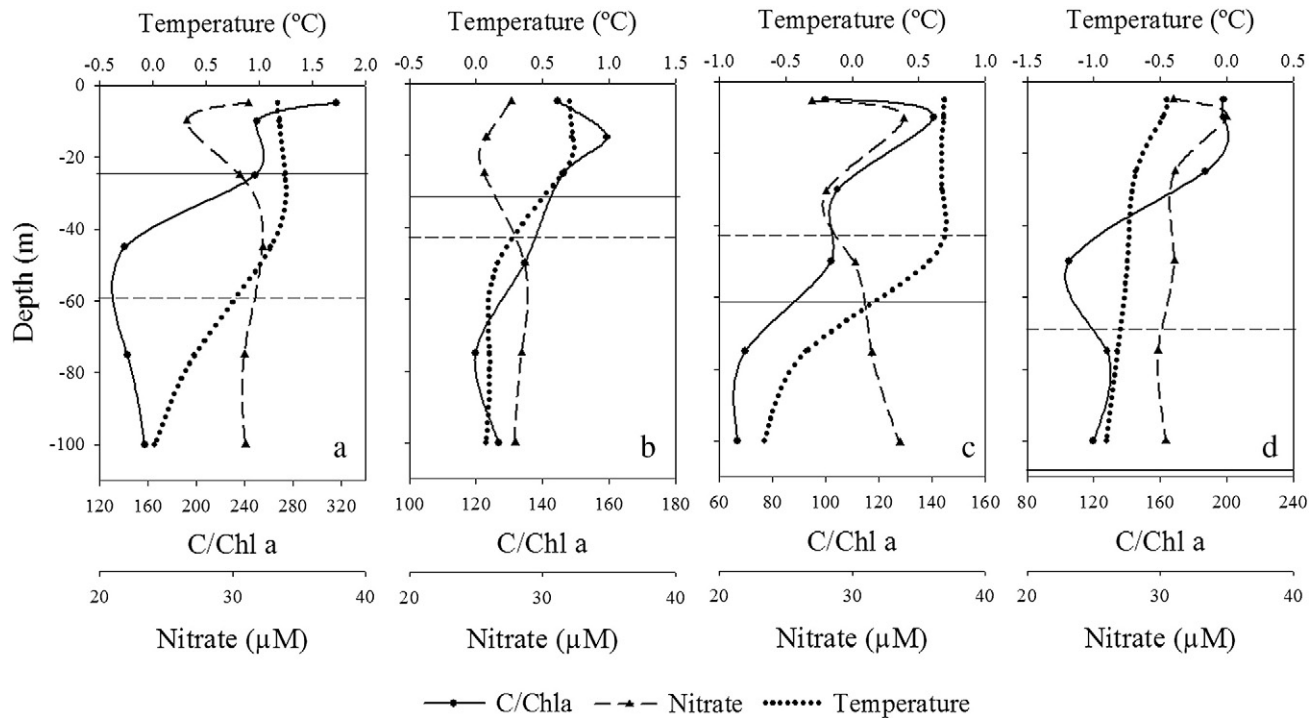 Temperature (ºC) Temperature (ºC) Temperature (ºC) Temperature (ºC)
-0.5 0.0 0.5 1.0 1.5 2.0 -0.5 0.0 0.5 1.0 1.5 -1.0 -0.5 0.0 0.5 1.0 -1.5 -1.0 -0.5 0.0 0.5
0
-20
-40
Depth (m)
-60
-80
-100
a b c d
120 160 200 240 280 320 100 120 140 160 180 60 80 100 120 140 160 80 120 160 200 240
C/Chl a C/Chl a C/Chl a C/Chl a
20 30 40 20 30 40 20 30 40 20 30 40
Nitrate (µM) Nitrate (µM) Nitrate (µM) Nitrate (µM)
C/Chla Nitrate Temperature